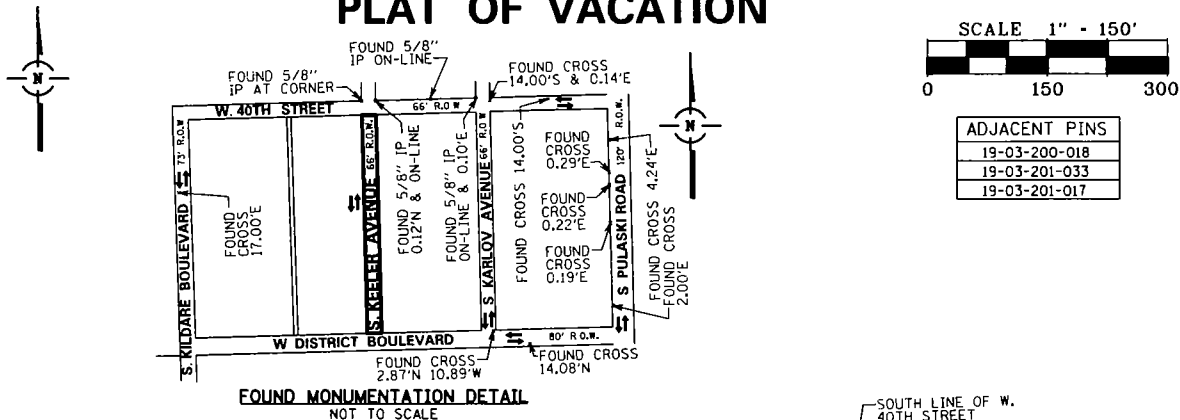 PLAT OF VACATION
SCALE 1" - 150'
0 150 300
ADJACENT PINS
19-03-200-018
19-03-201-033
19-03-201-017
N
N
FOUND 5/8"
IP ON-LINE
FOUND 5/8"
IP AT CORNER
FOUND CROSS
14.00'S & 0.14'E
W. 40TH STREET
66' R.O.W
73' R.O.W.
66' R.O.W.
66' R.O.W
120' R.O.W.
S. KILDARE BOULEVARD
FOUND
CROSS
17.00'E
S. KEELER AVENUE
FOUND 5/8" IP
0.12'N & ON-LINE
FOUND 5/8" IP
ON-LINE & 0.10'E
S KARLOV AVENUE
FOUND CROSS 14.00'S
FOUND
CROSS
0.29'E
FOUND
CROSS
0.22'E
FOUND
CROSS
0.19'E
S PULASKI ROAD
FOUND CROSS 4.24'E
FOUND CROSS
2.00'E
W DISTRICT BOULEVARD
80' R.O.W.
FOUND CROSS
2.87'N 10.89'W
FOUND CROSS
14.08'N
FOUND MONUMENTATION DETAIL
NOT TO SCALE
SOUTH LINE OF W.
40TH STREET